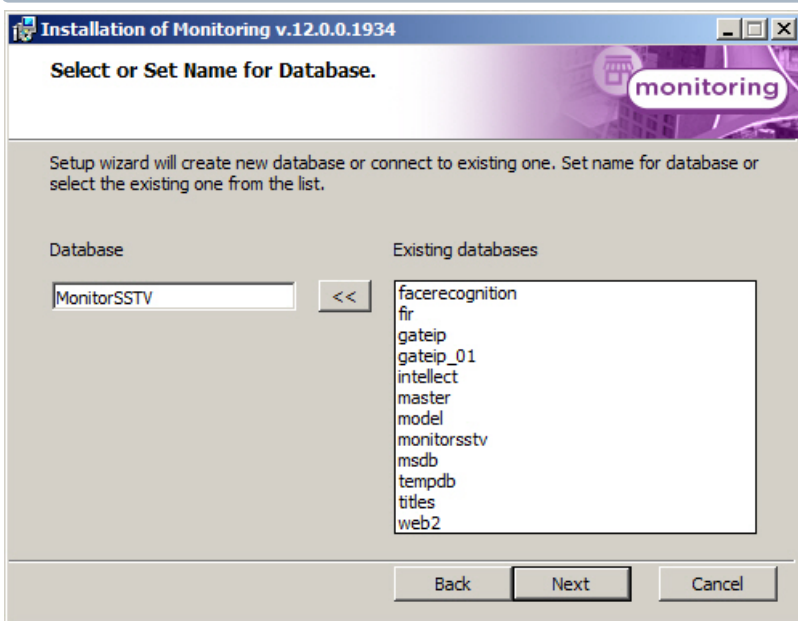 Installation of Monitoring v.12.0.0.1934
Select or Set Name for Database.
monitoring
Setup wizard will create new database or connect to existing one. Set name for database or
select the existing one from the list.
Database
Existing databases
MonitorSSTV
<<
facerecognition
fir
gateip
gateip_01
intellect
master
model
monitorsstv
msdb
tempdb
titles
web2
Back
Next
Cancel